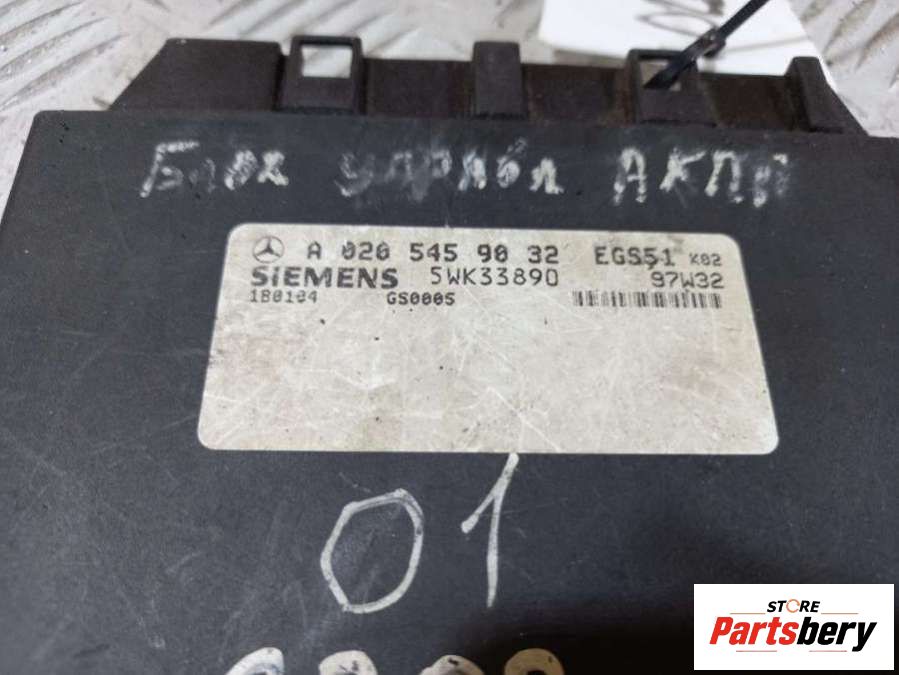 Блок управл АКПП
A 020 545 90 32 EGS51 K02
SIEMENS 5WK33890 97W32
1B0104 GS0005
01
STORE
Partsbery